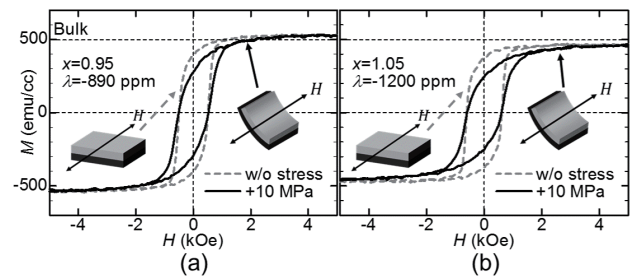 Bulk
x=0.95
λ=-890 ppm
H
H
w/o stress
+10 MPa
500
0
-500
M (emu/cc)
-4 -2 0 2 4
H (kOe)
(a)
x=1.05
λ=-1200 ppm
H
H
w/o stress
+10 MPa
-4 -2 0 2 4
H (kOe)
(b)